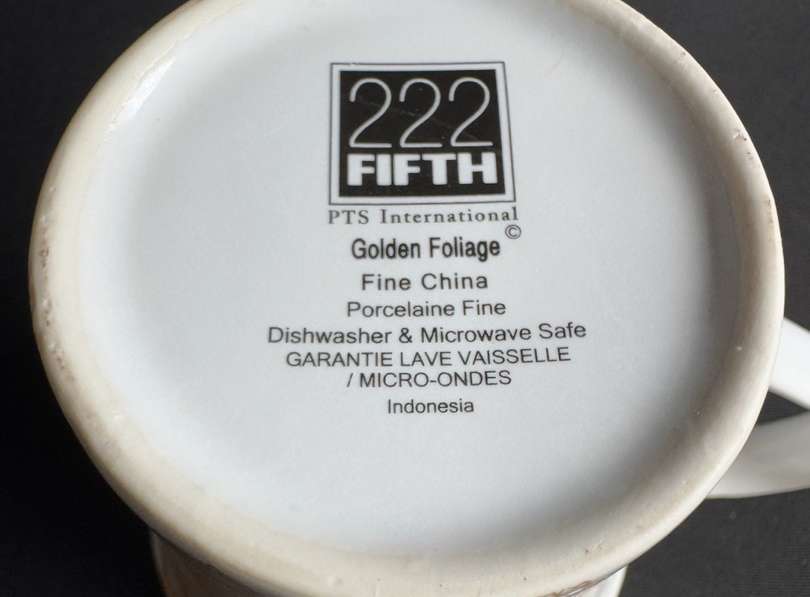 222
FIFTH
PTS International
©
Golden Foliage
Fine China
Porcelaine Fine
Dishwasher & Microwave Safe
GARANTIE LAVE VAISSELLE
/ MICRO-ONDES
Indonesia